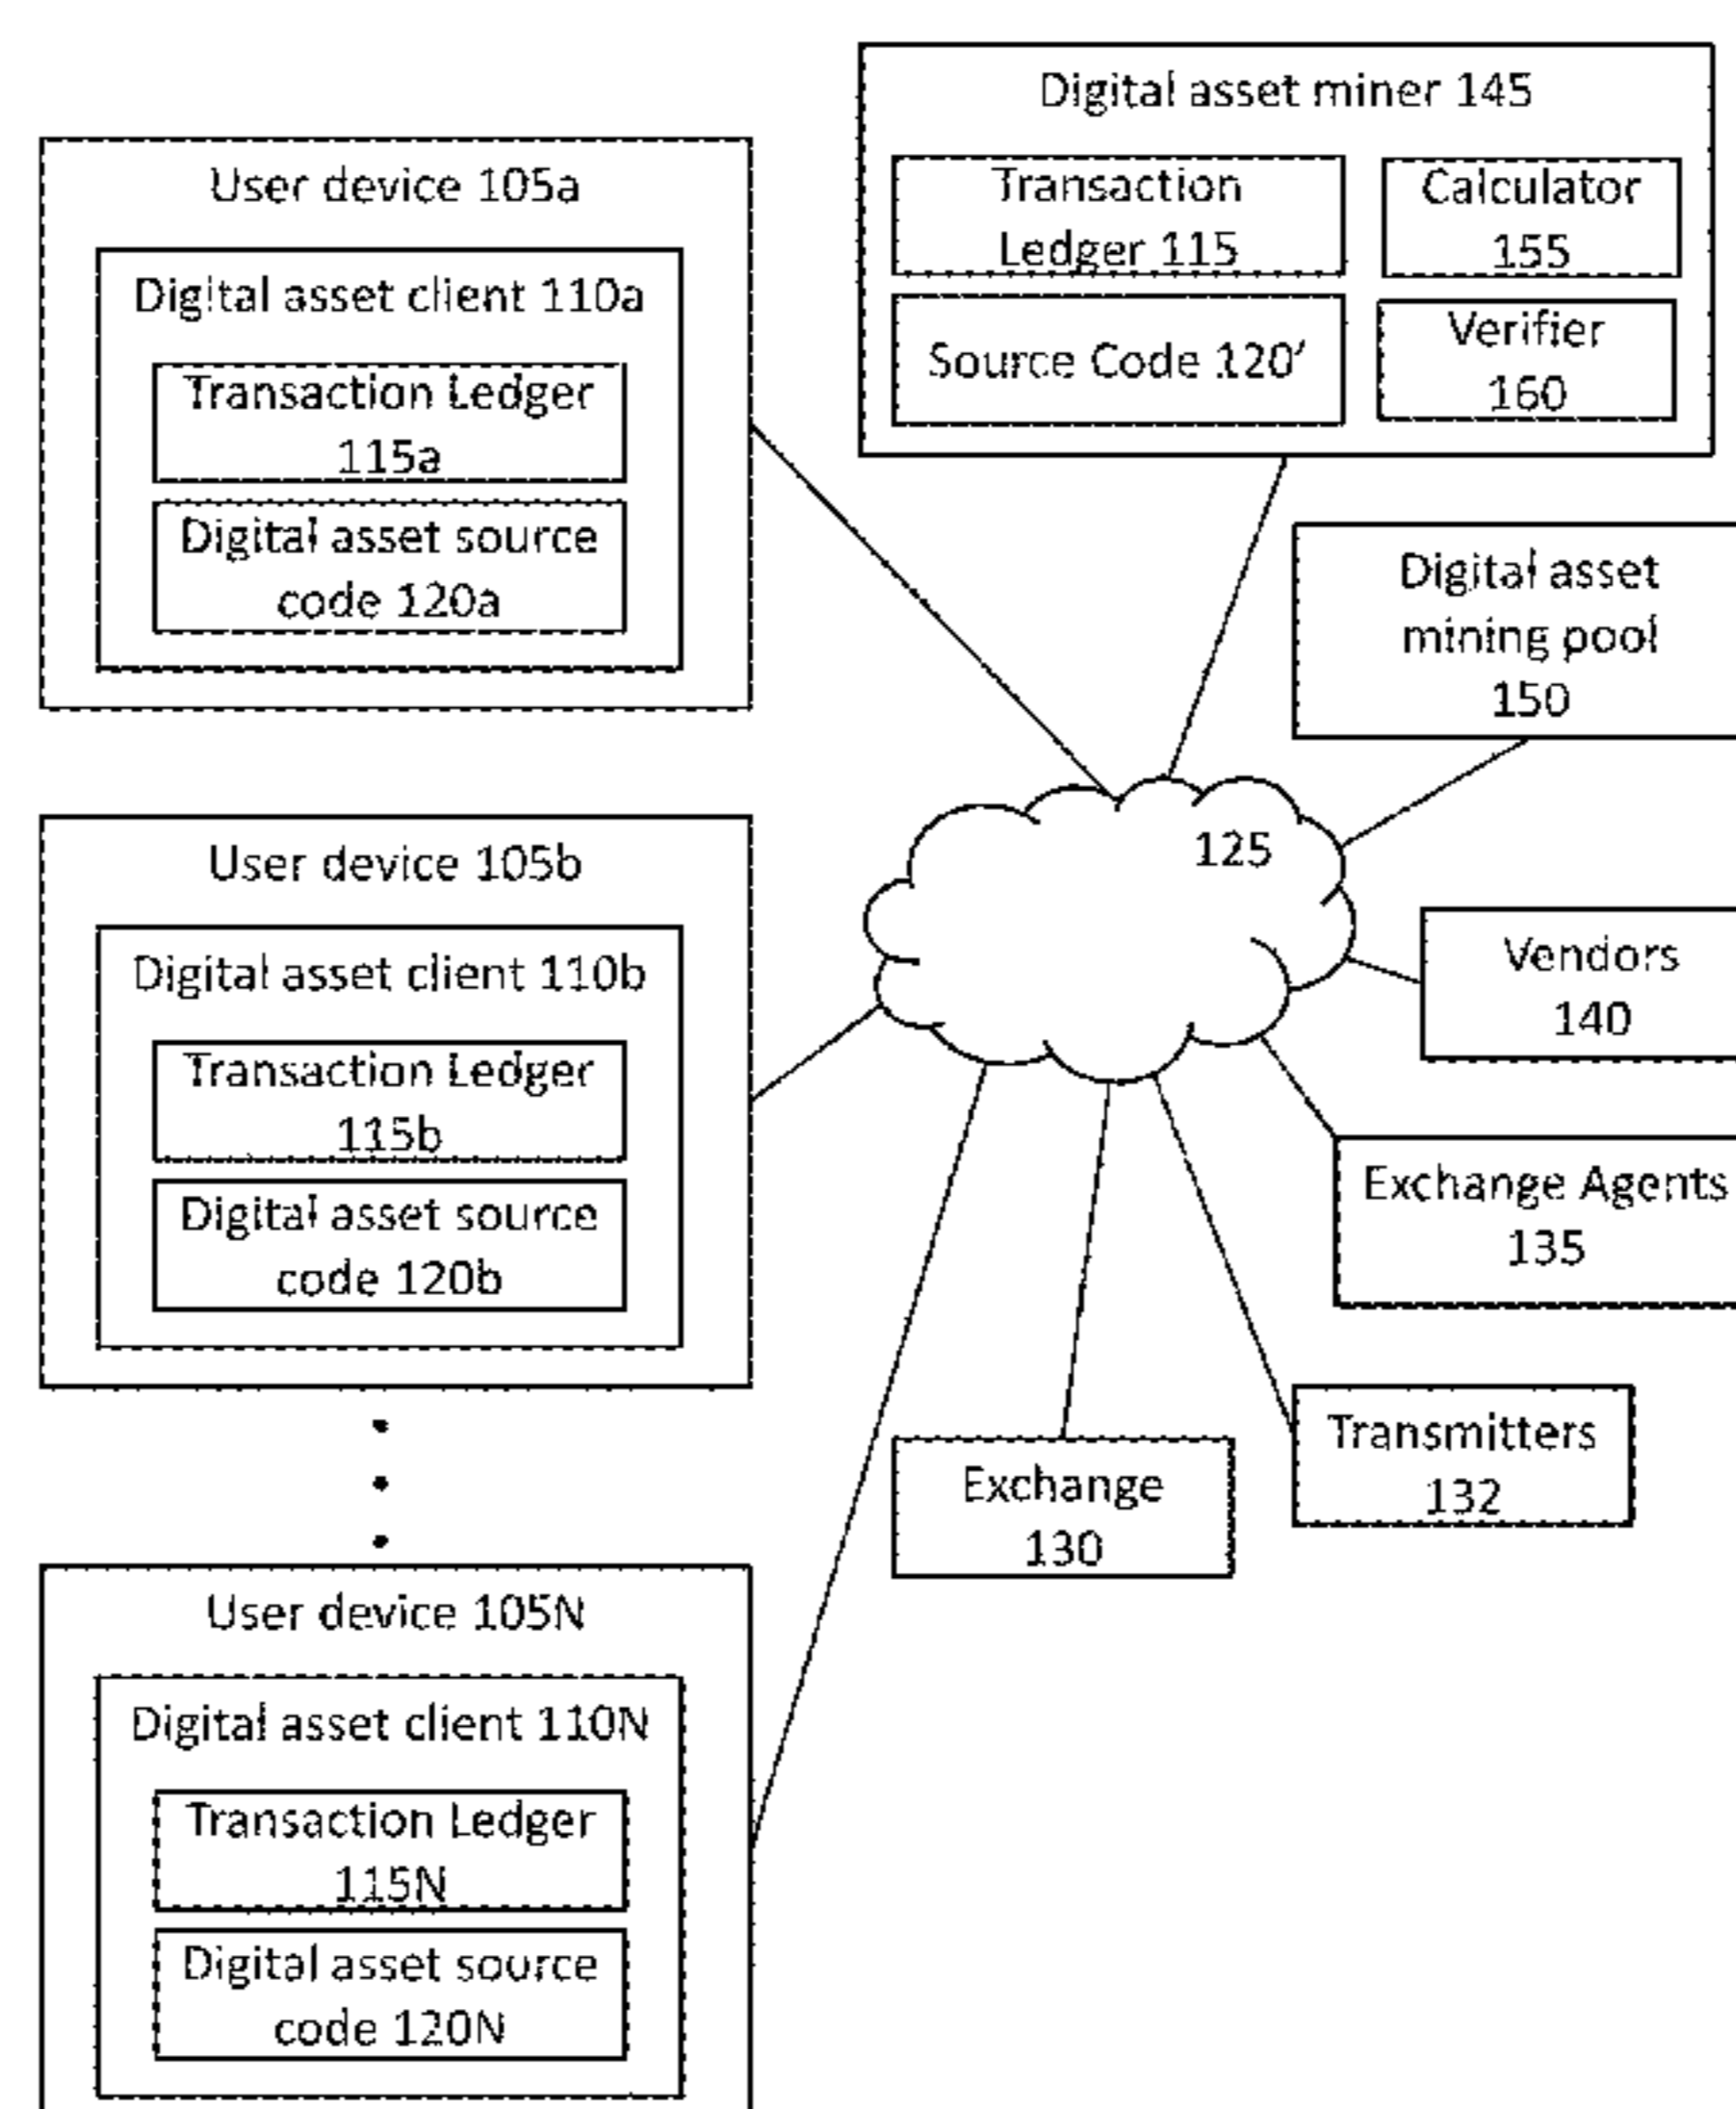 Digital asset miner 145
Transaction
Ledger 115
Calculator
155
Source Code 120′
Verifier
160
User device 105a
Digital asset client 110a
Transaction Ledger
115a
Digital asset source
code 120a
Digital asset
mining pool
150
125
User device 105b
Digital asset client 110b
Transaction Ledger
115b
Digital asset source
code 120b
Vendors
140
Exchange Agents
135
Transmitters
132
Exchange
130
User device 105N
Digital asset client 110N
Transaction Ledger
115N
Digital asset source
code 120N